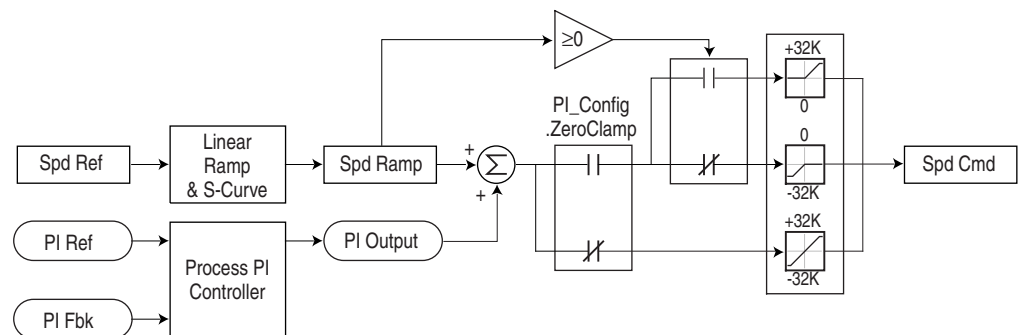 ≥0
+32K
0
PI_Config
.ZeroClamp
Linear
Ramp
& S-Curve
Spd Ref
Spd Ramp
+
Σ
+
0
-32K
Spd Cmd
PI Ref
PI Output
Process PI
Controller
+32K
-32K
PI Fbk